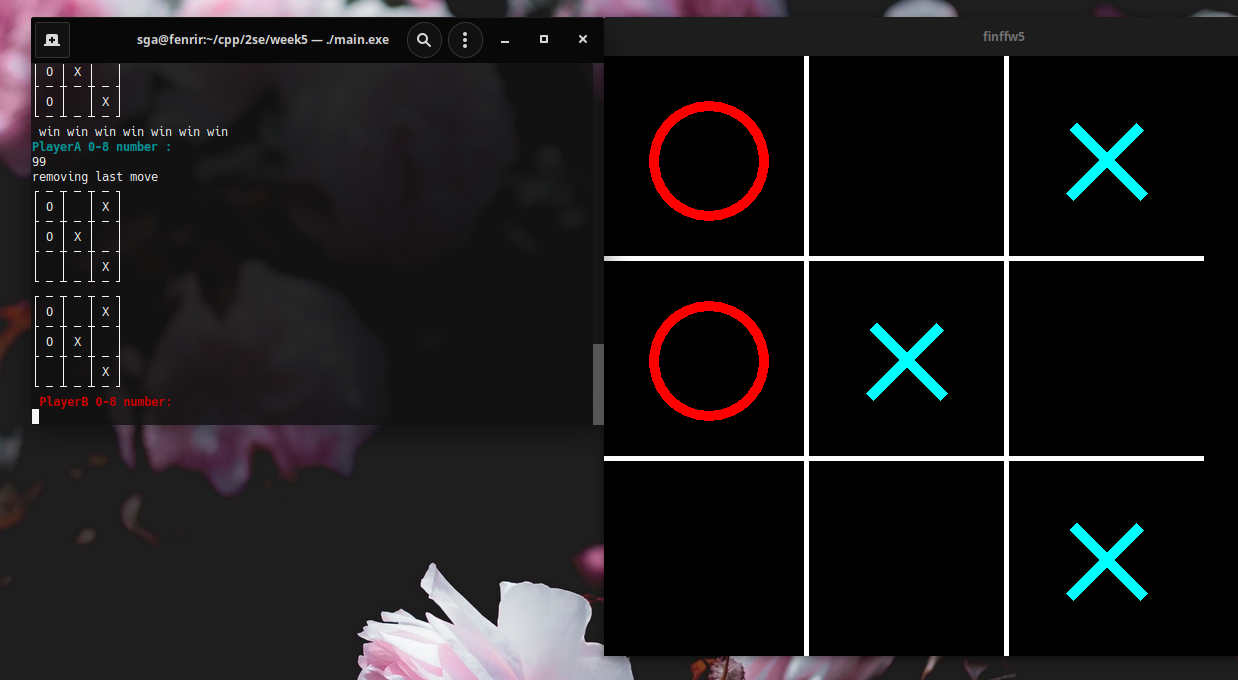 sga@fenrir:~/cpp/2se/week5 — ./main.exe
finffw5
O X
O X
win win win win win win win
PlayerA 0-8 number :
99
removing last move
O X
O X
X
O X
O X
X
PlayerB 0-8 number: